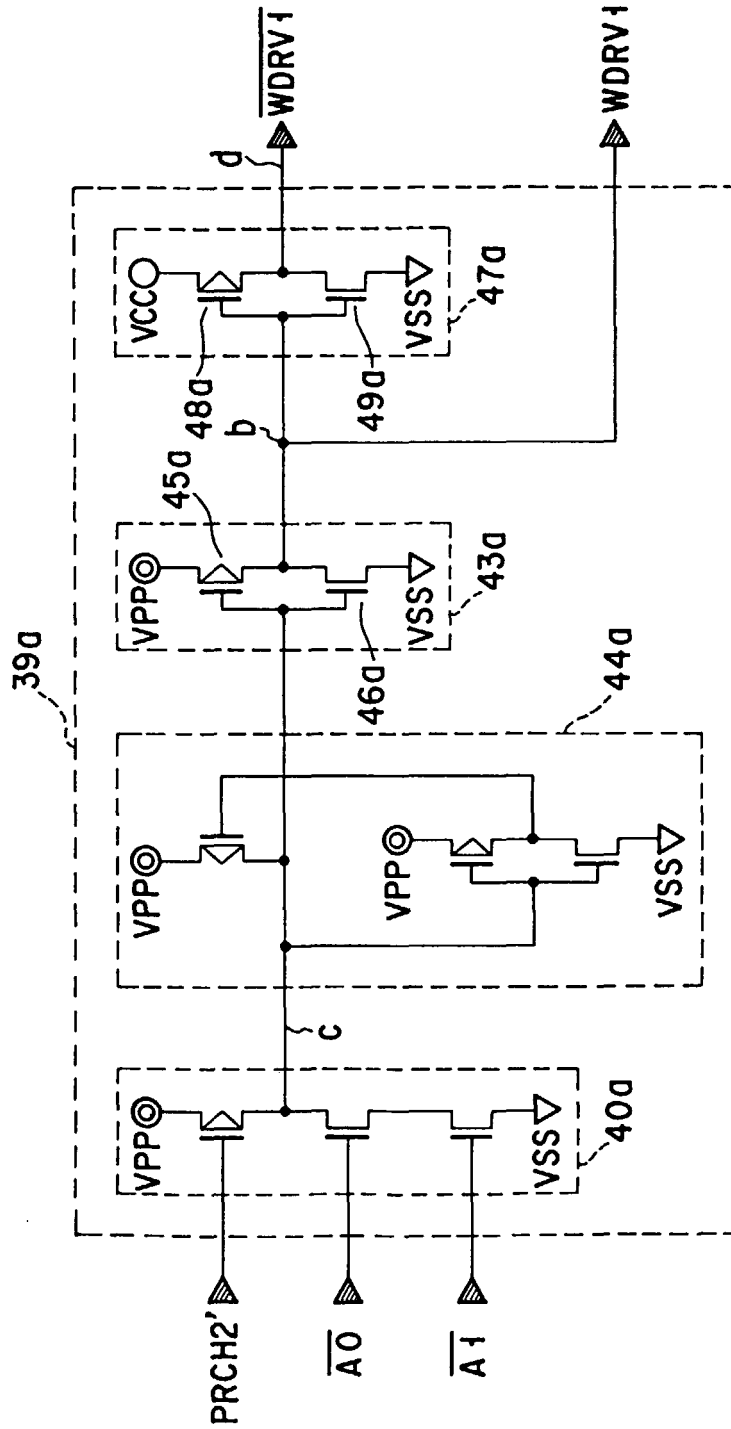 39a
PRCH2'
A0
A1
VPP
VSS
40a
c
VPP
VPP
VSS
44a
VPP
45a
46a
VSS
43a
b
VCC
48a
49a
VSS
47a
d
WDRV1
WDRV1